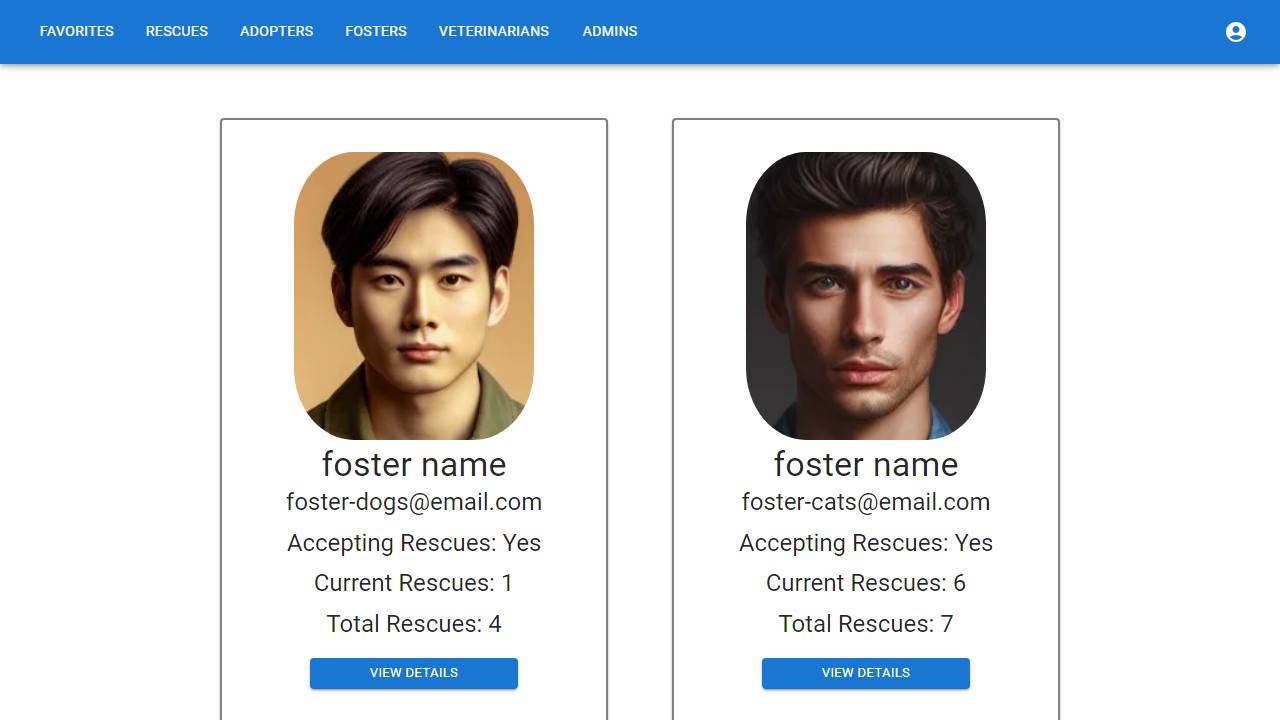 FAVORITES RESCUES ADOPTERS FOSTERS VETERINARIANS ADMINS
foster name
foster-dogs@email.com
Accepting Rescues: Yes
Current Rescues: 1
Total Rescues: 4
VIEW DETAILS
foster name
foster-cats@email.com
Accepting Rescues: Yes
Current Rescues: 6
Total Rescues: 7
VIEW DETAILS